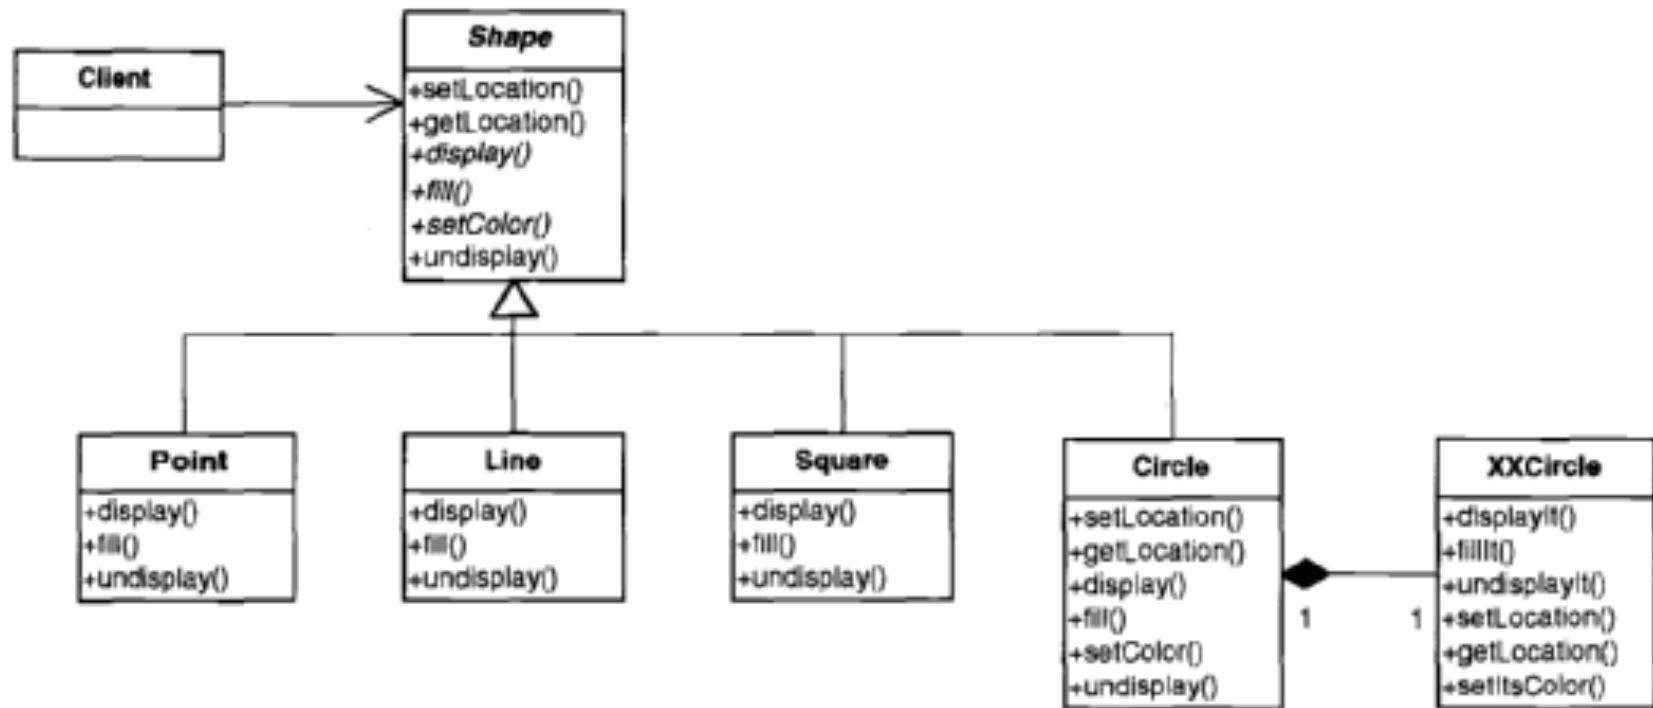 Client
Shape
+setLocation()
+getLocation()
+display()
+fill()
+setColor()
+undisplay()
Point
+display()
+fill()
+undisplay()
Line
+display()
+fill()
+undisplay()
Square
+display()
+fill()
+undisplay()
Circle
+setLocation()
+getLocation()
+display()
+fill()
+setColor()
+undisplay()
1
1
XXCircle
+displayIt()
+fillIt()
+undisplayIt()
+setLocation()
+getLocation()
+setItsColor()